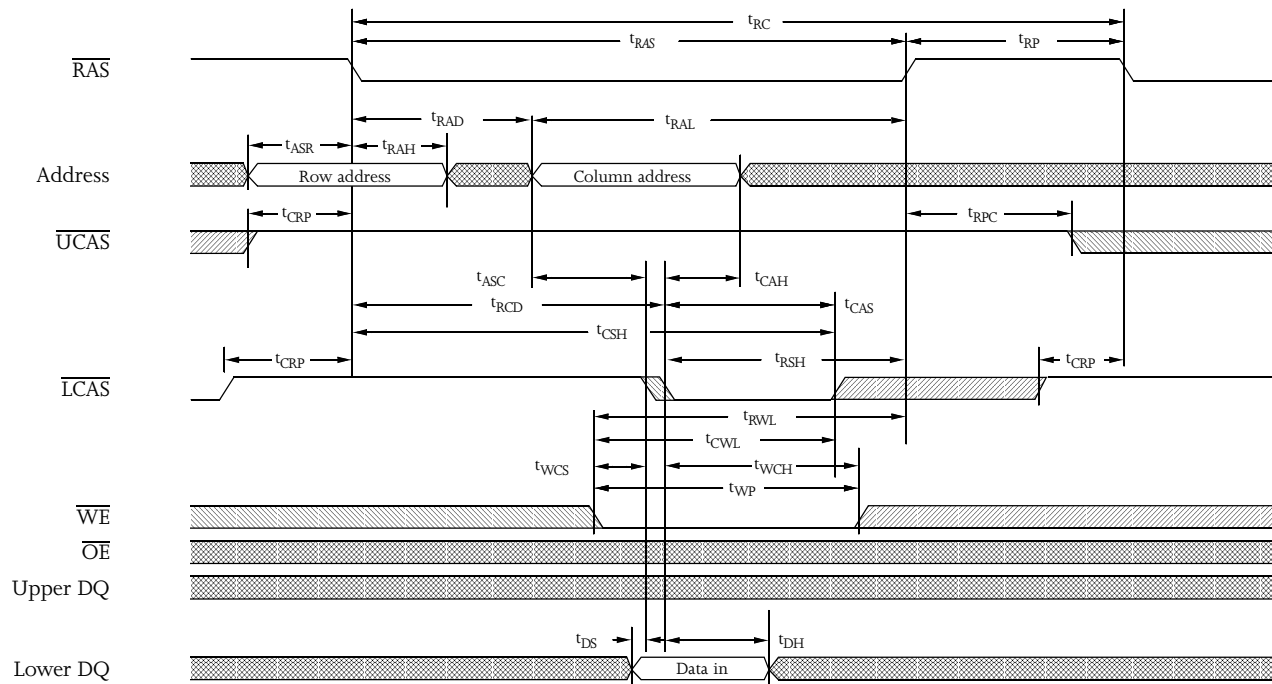 tRC
tRAS
tRP
RAS
tRAD
tRAL
tASR
tRAH
Address
Row address
Column address
tCRP
tRPC
UCAS
tASC
tCAH
tRCD
tCAS
tCSH
tCRP
tRSH
tCRP
LCAS
tRWL
tCWL
tWCS
tWCH
tWP
WE
OE
Upper DQ
tDS
tDH
Lower DQ
Data in